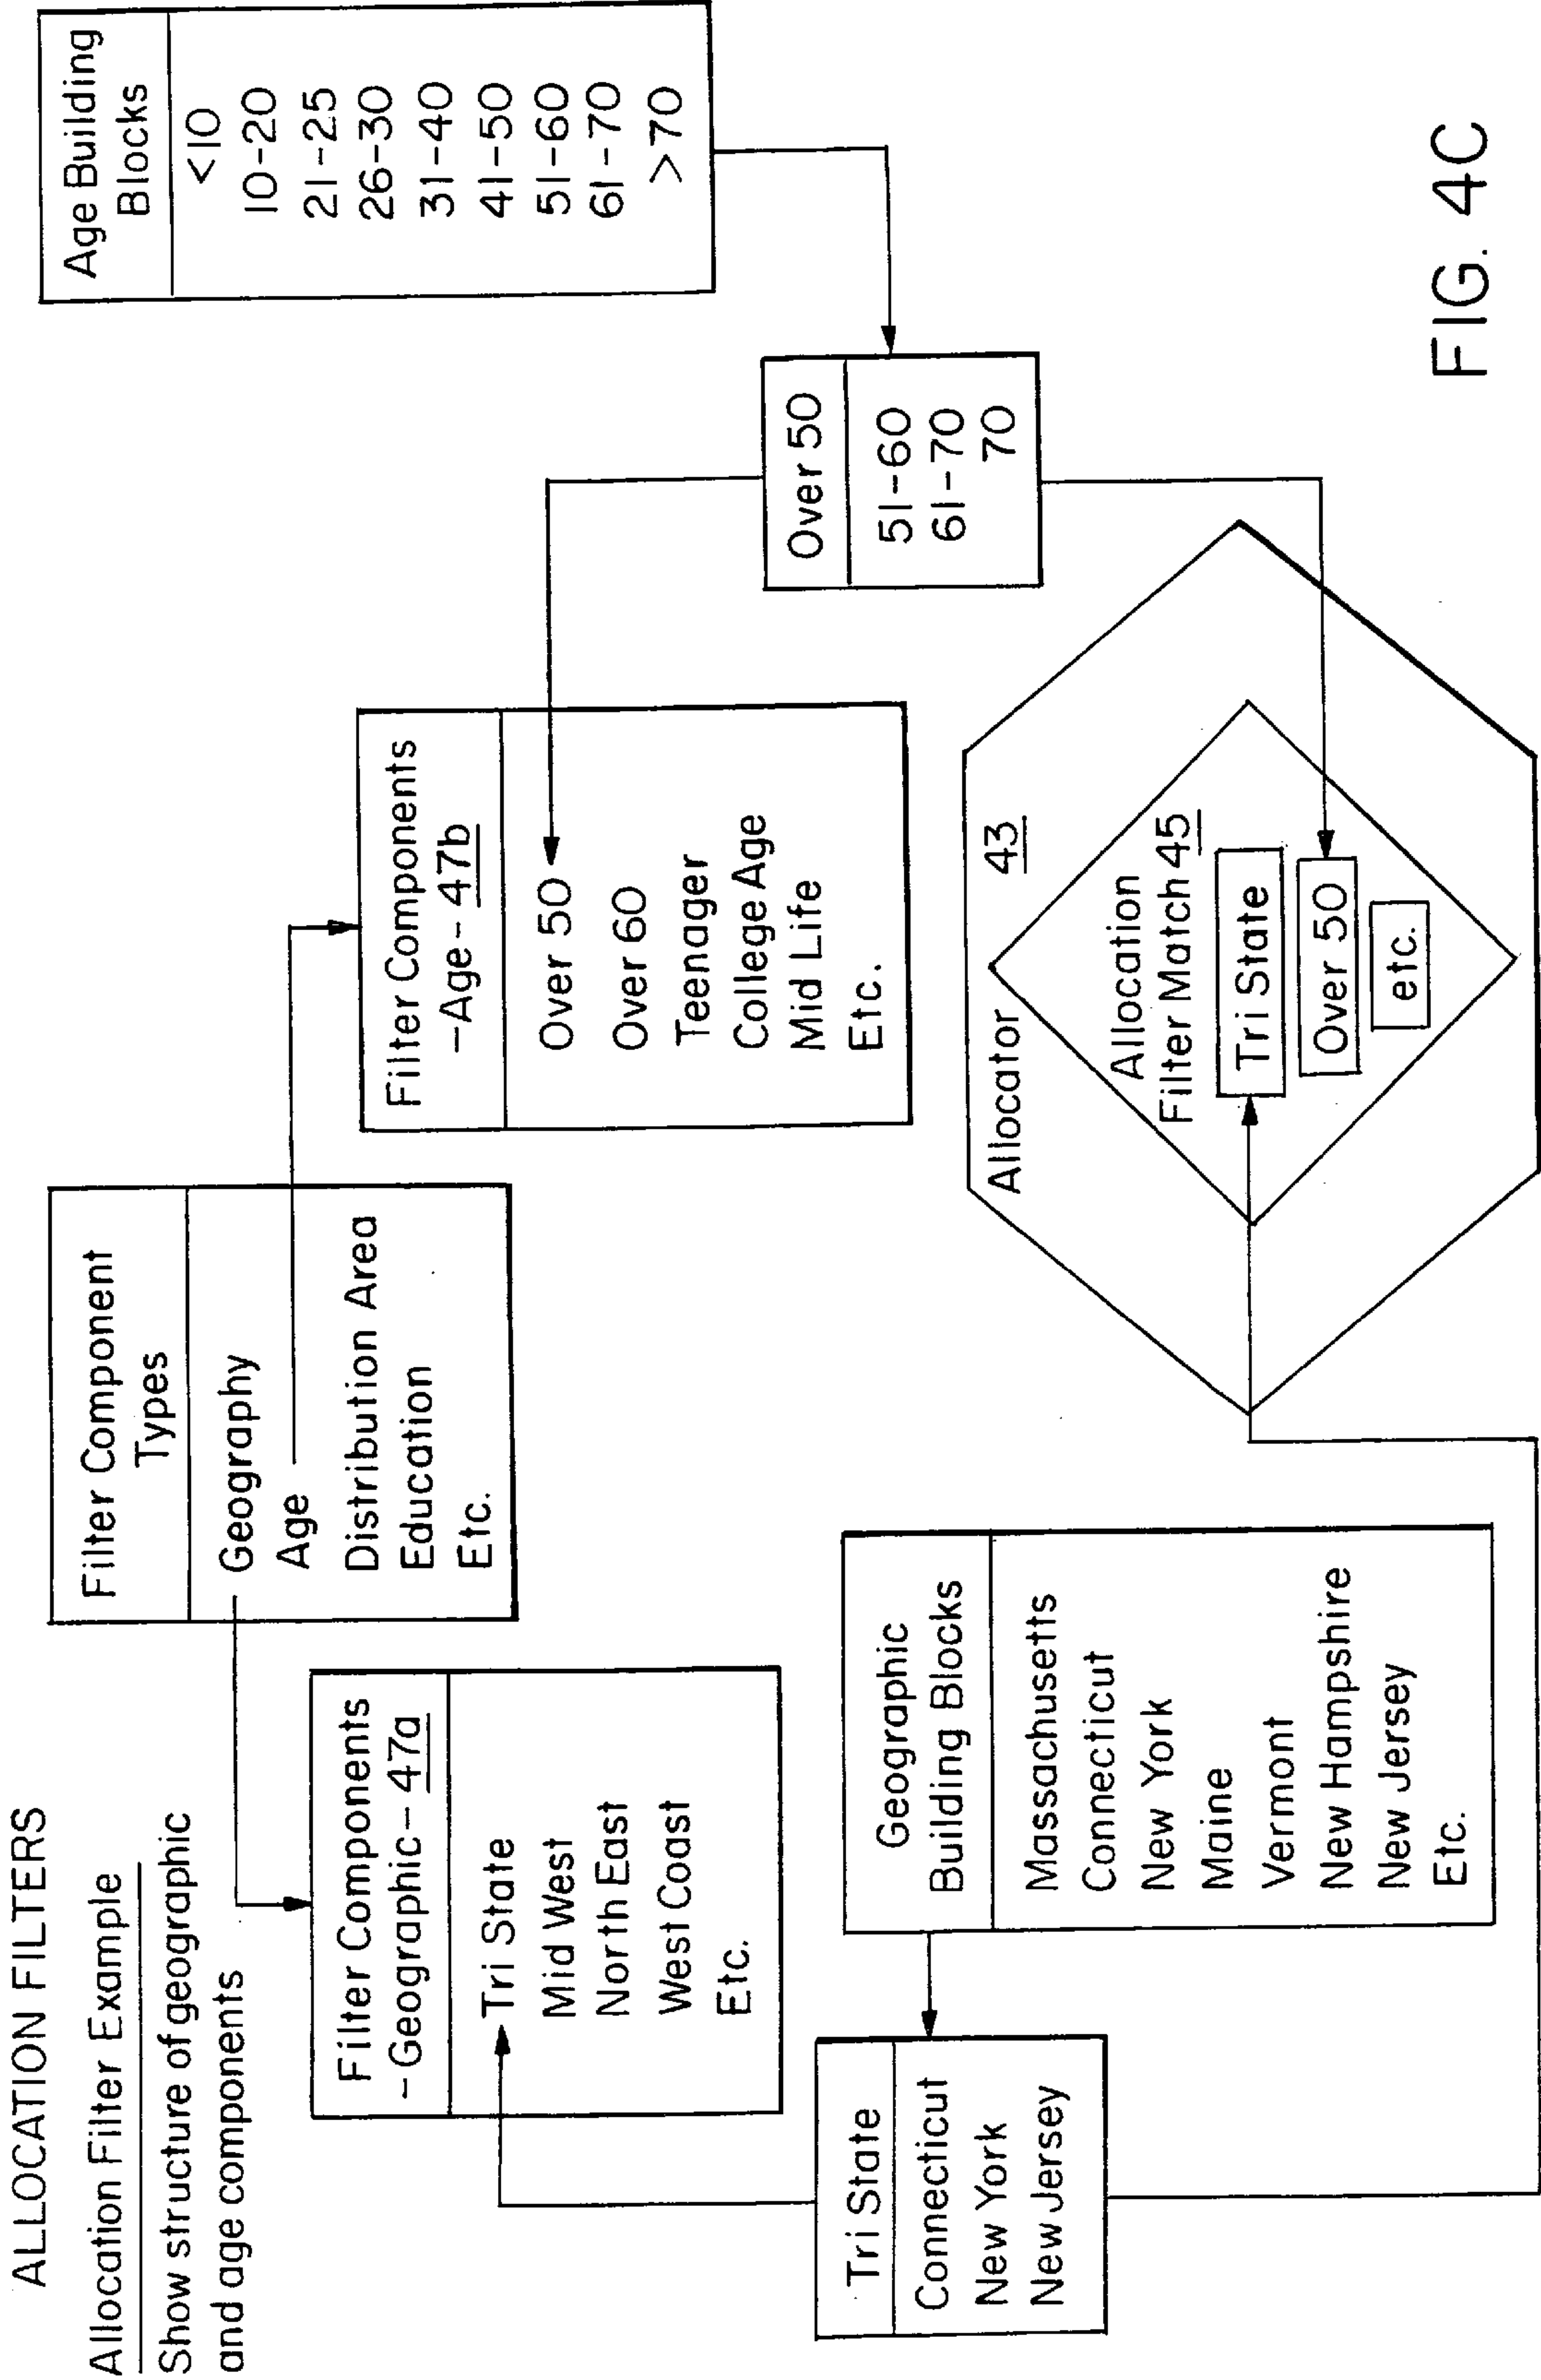 ALLOCATION FILTERS
Allocation Filter Example
Show structure of geographic
and age components
Filter Component
Types
Geography
Age
Distribution Area
Education
Etc.
Age Building
Blocks
<10
10-20
21-25
26-30
31-40
41-50
51-60
61-70
>70
Filter Components
-Geographic-47a
Tri State
Mid West
North East
West Coast
Etc.
Filter Components
-Age-47b
Over 50
Over 60
Teenager
College Age
Mid Life
Etc.
Over 50
51-60
61-70
70
Tri State
Connecticut
New York
New Jersey
Geographic
Building Blocks
Massachusetts
Connecticut
New York
Maine
Vermont
New Hampshire
New Jersey
Etc.
Allocator 43
Allocation
Filter Match 45
Tri State
Over 50
etc.
FIG. 4C